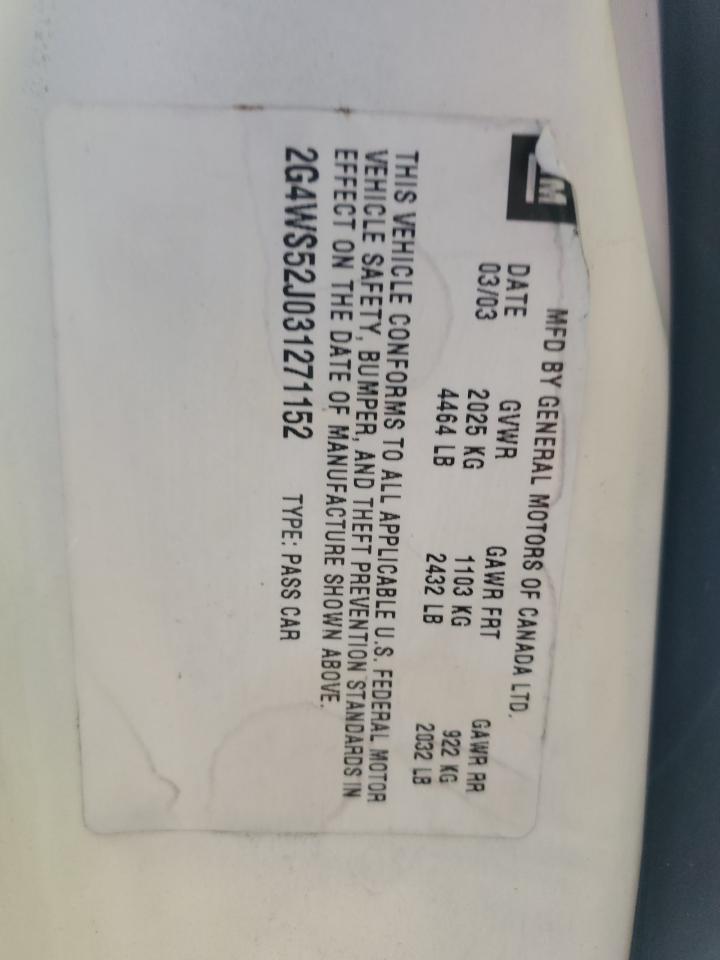 GM
MFD BY GENERAL MOTORS OF CANADA LTD.
DATE GVWR GAWR FRT GAWR RR
03/03 2025 KG 1103 KG 922 KG
4464 LB 2432 LB 2032 LB
THIS VEHICLE CONFORMS TO ALL APPLICABLE U.S. FEDERAL MOTOR
VEHICLE SAFETY, BUMPER, AND THEFT PREVENTION STANDARDS IN
EFFECT ON THE DATE OF MANUFACTURE SHOWN ABOVE.
2G4WS52J031271152 TYPE: PASS CAR